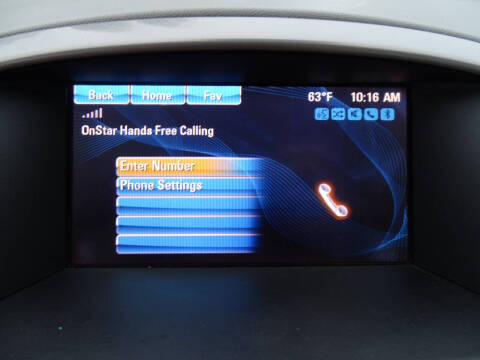 Back Home Fav 63°F 10:16 AM
OnStar Hands Free Calling
Enter Number
Phone Settings